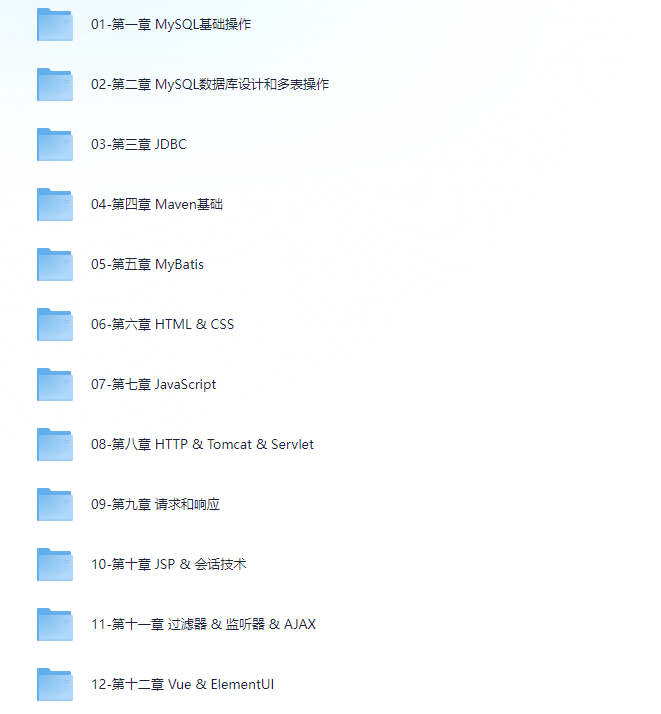 01-第一章 MySQL基础操作
02-第二章 MySQL数据库设计和多表操作
03-第三章 JDBC
04-第四章 Maven基础
05-第五章 MyBatis
06-第六章 HTML & CSS
07-第七章 JavaScript
08-第八章 HTTP & Tomcat & Servlet
09-第九章 请求和响应
10-第十章 JSP & 会话技术
11-第十一章 过滤器 & 监听器 & AJAX
12-第十二章 Vue & ElementUI